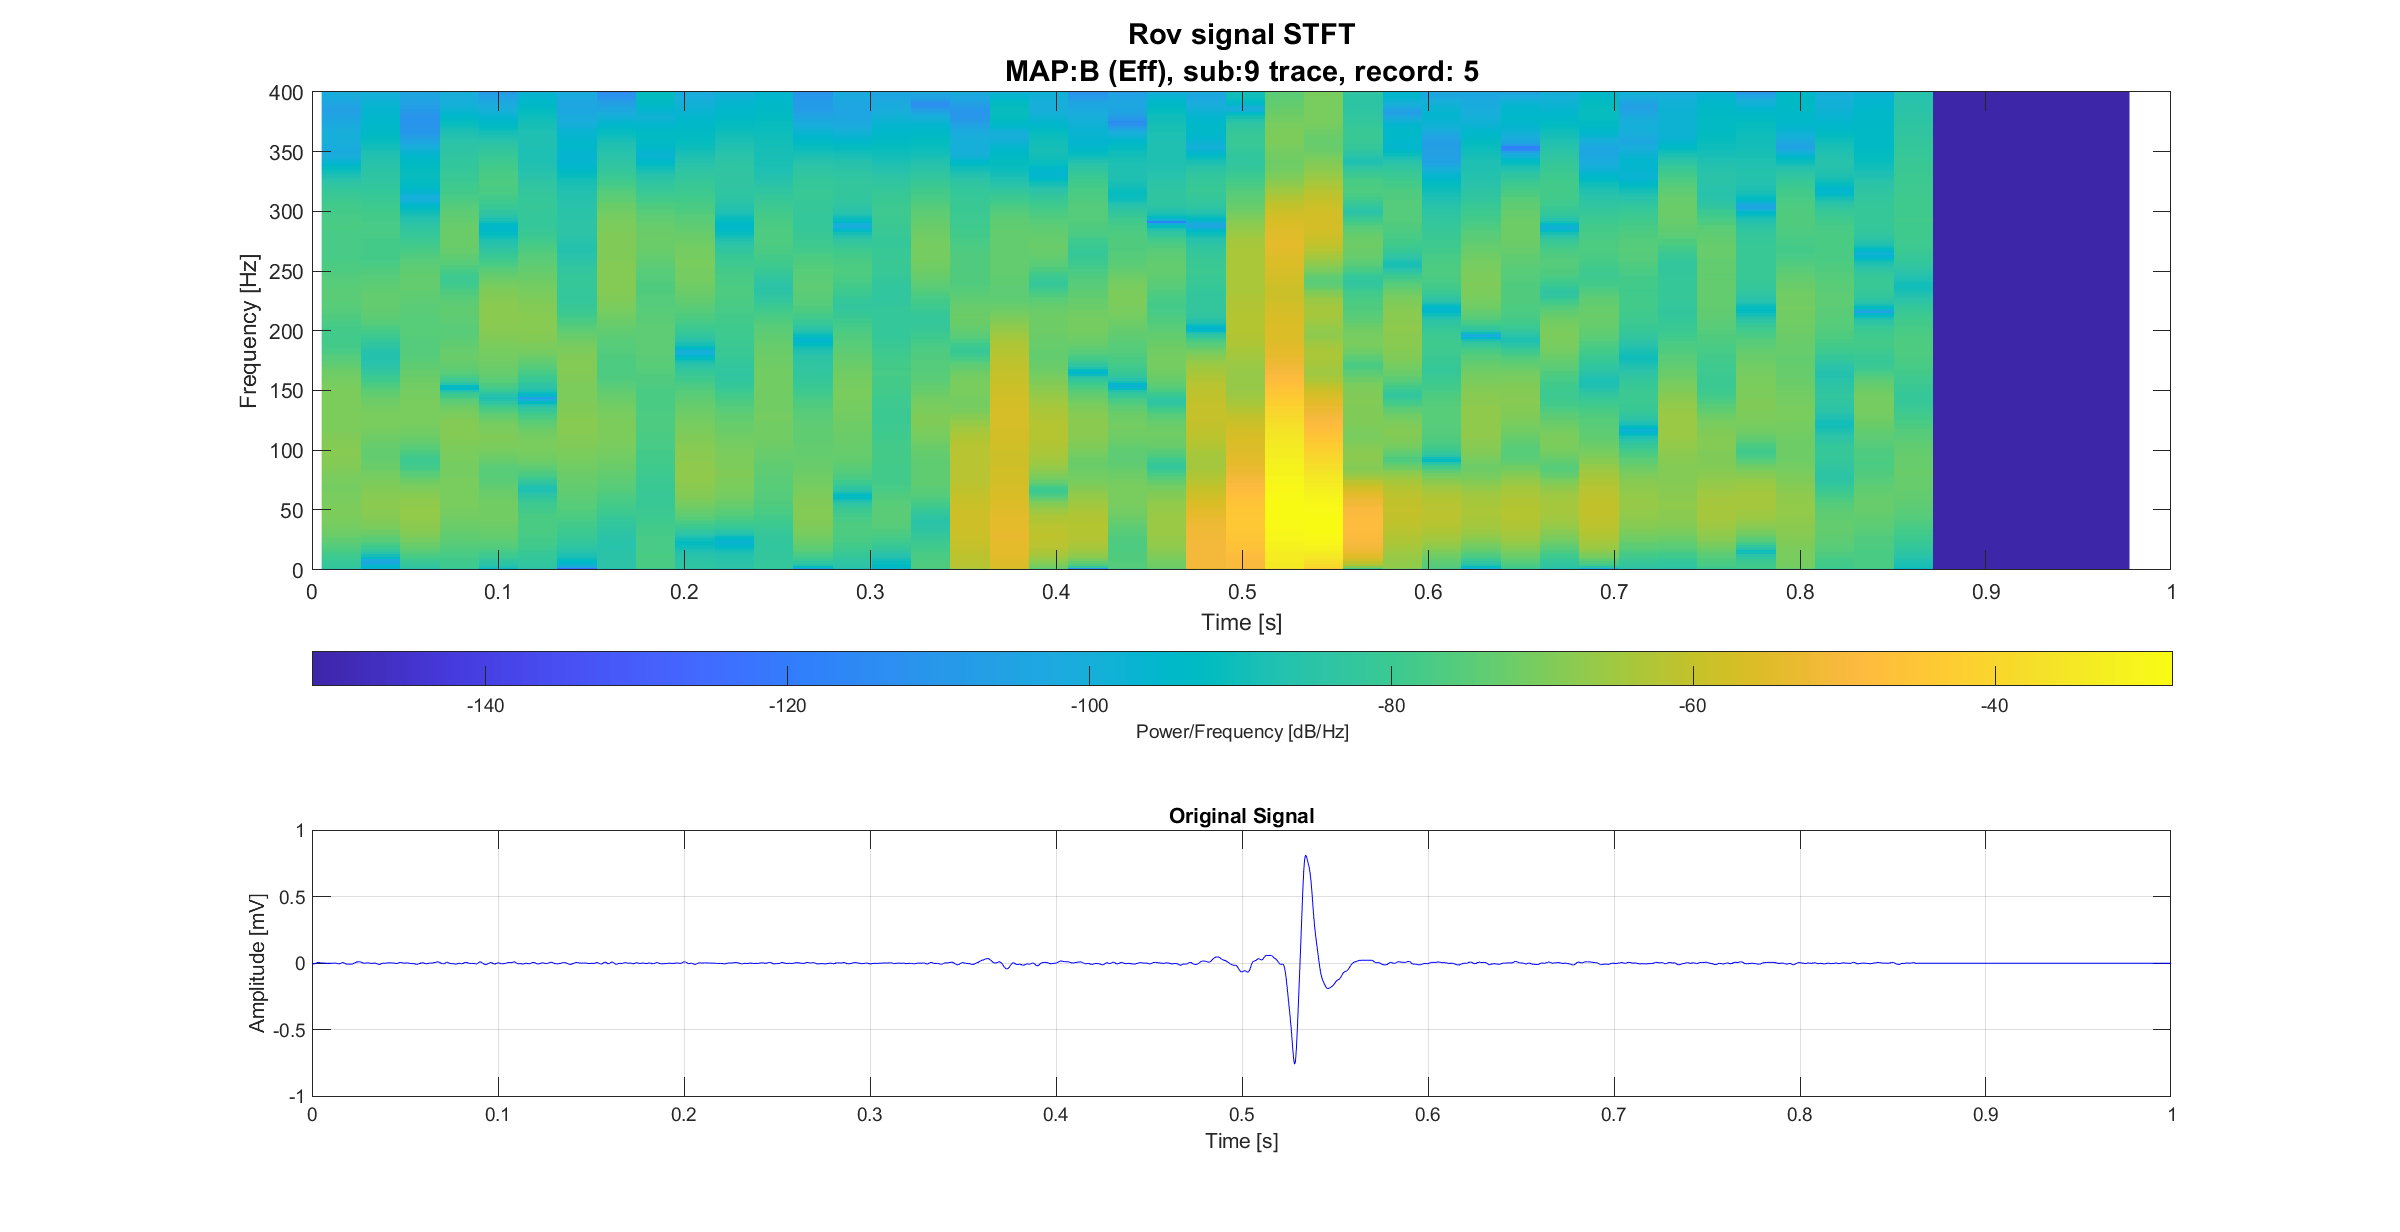 Rov signal STFT
MAP:B (Eff), sub:9 trace, record: 5
400
350
300
250
200
150
100
50
0
Frequency [Hz]
0 0.1 0.2 0.3 0.4 0.5 0.6 0.7 0.8 0.9 1
Time [s]
-140 -120 -100 -80 -60 -40
Power/Frequency [dB/Hz]
Original Signal
1
0.5
0
-0.5
-1
Amplitude [mV]
0 0.1 0.2 0.3 0.4 0.5 0.6 0.7 0.8 0.9 1
Time [s]